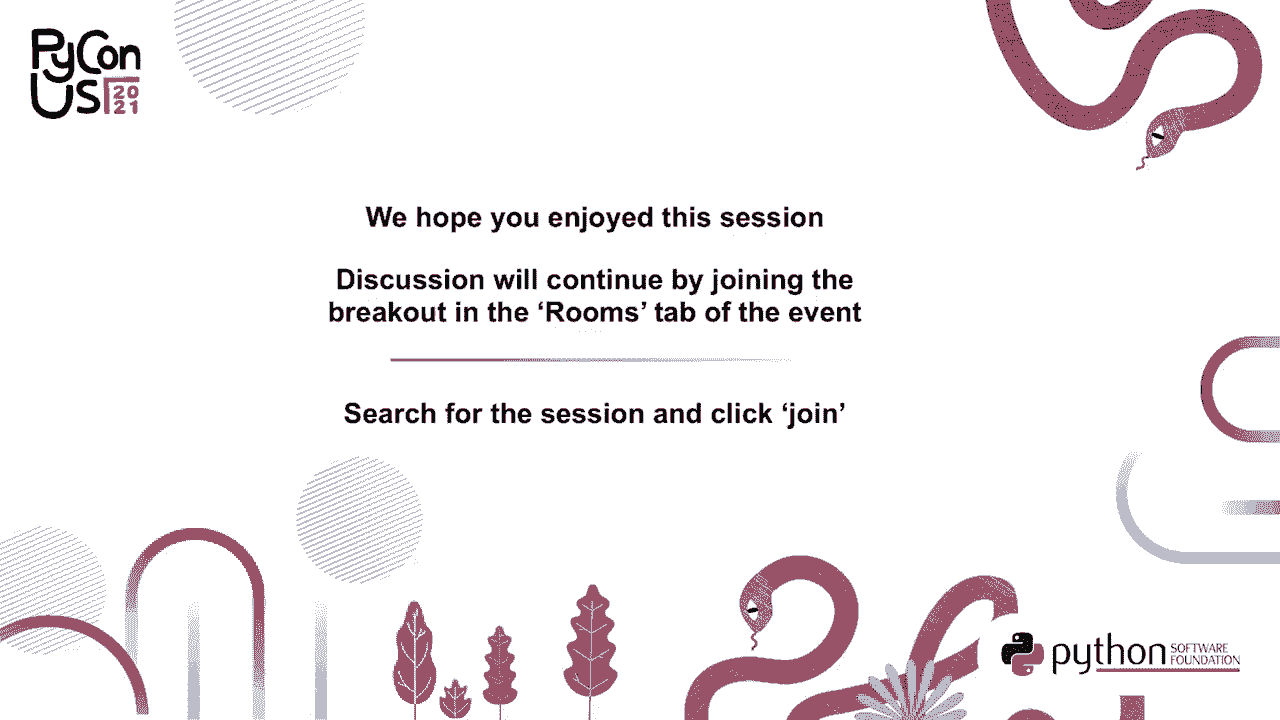 PyCon
US 2021
We hope you enjoyed this session
Discussion will continue by joining the
breakout in the ‘Rooms’ tab of the event
Search for the session and click ‘join’
python SOFTWARE
FOUNDATION